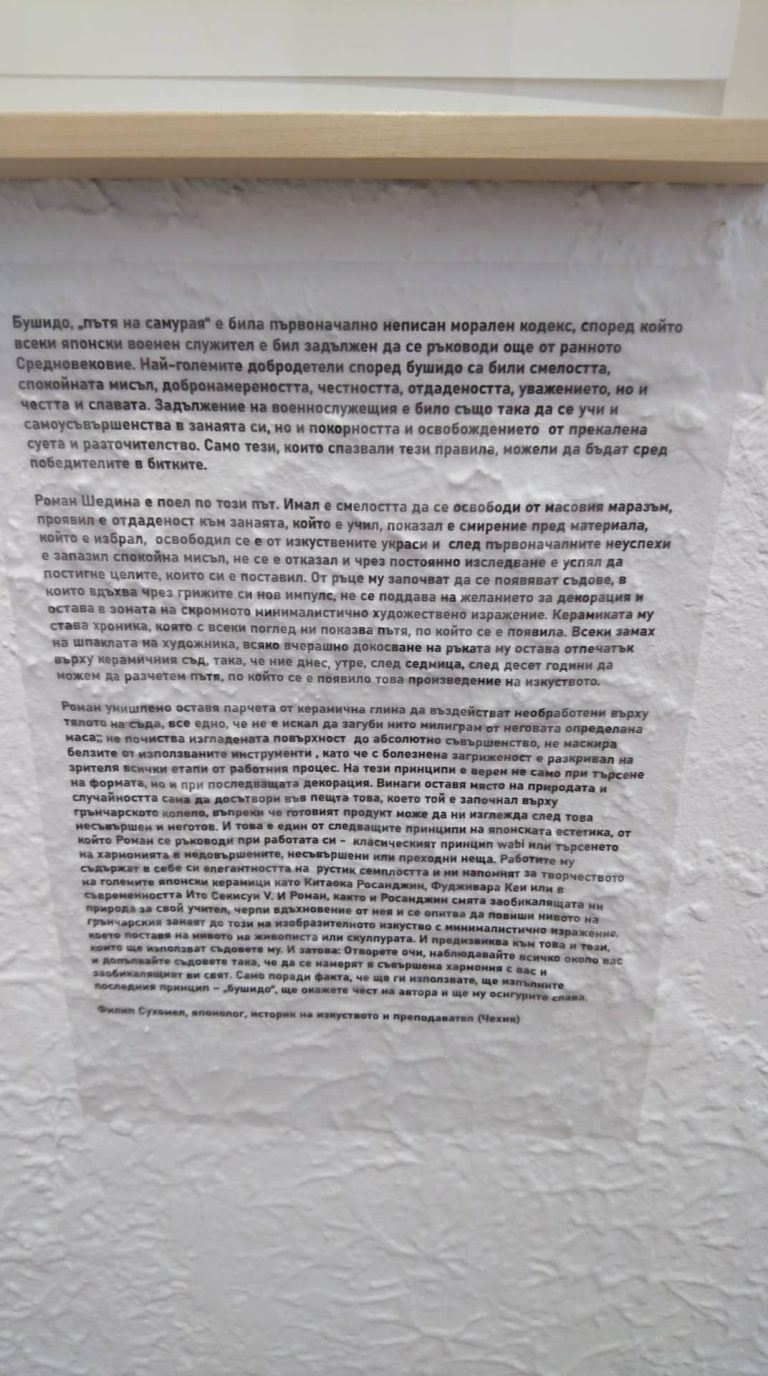 Бушидо, „пътя на самурая“ е била първоначално неписан морален кодекс, според който
всеки японски военен служител е бил задължен да се ръководи още от ранното
Средновековие. Най-големите добродетели според бушидо са били смелостта,
спокойната мисъл, добронамереността, честността, отдадеността, уважението, но и
честта и славата. Задължение на военнослужещия е било също така да се учи и
самоусъвършенства в занаята си, но и покорността и освобождението от прекалена
суета и разточителство. Само тези, които спазвали тези правила, можели да бъдат сред
победителите в битките.
Роман Шедина е поел по този път. Имал е смелостта да се освободи от масовия маразъм,
проявил е отдаденост към занаята, който е учил, показал е смирение пред материала,
който е избрал, освободил се е от изкуствените украси и след първоначалните неуспехи
е запазил спокойна мисъл, не се е отказал и чрез постоянно изследване е успял да
постигне целите, които си е поставил. От ръце му започват да се появяват съдове, в
които вдъхва чрез грижите си нов импулс, не се поддава на желанието за декорация и
остава в зоната на скромното минималистично художествено изражение. Керамиката му
става хроника, която с всеки поглед ни показва пътя, по който се е появила. Всеки замах
на шпаклата на художника, всяко вчерашно докосване на ръката му остава отпечатък
върху керамичния съд, така, че ние днес, утре, след седмица, след десет години да
можем да разчетем пътя, по който се е появило това произведение на изкуството.
Роман умишлено оставя парчета от керамична глина да въздействат необработени върху
тялото на съда, все едно, че не е искал да загуби нито милиграм от неговата определена
маса;; не почиства изгладената повърхност до абсолютно съвършенство, не маскира
белзите от използваните инструменти , като че с болезнена загриженост е разкривал на
зрителя всички етапи от работния процес. На тези принципи е верен не само при търсене
на формата, но и при последващата декорация. Винаги оставя място на природата и
случайността сама да досътвори във пещта това, което той е започнал върху
грънчарското колело, въпреки че готовият продукт може да ни изглежда след това
несъвършен и неготов. И това е един от следващите принципи на японската естетика, от
който Роман се ръководи при работата си – класическият принцип wabi или търсенето
на хармонията в недовършените, несъвършени или преходни неща. Работите му
съдържат в себе си елегантността на рустик семплостта и ни напомнят за творчеството
на големите японски керамици като Китаока Росанджин, Фудживара Кеи или в
съвременността Ито Секисуи V. И Роман, както и Росанджин смята заобикалящата ни
природа за свой учител, черпи вдъхновение от нея и се опитва да повиши нивото на
грънчарския занаят до този на изобразителното изкуство с минималистично изражение,
което поставя на нивото на живописта или скулптурата. И предизвиква към това и тези,
които ще използват съдовете му. И затова: Отворете очи, наблюдавайте всичко около вас
и допълвайте съдовете така, че да се намерят в съвършена хармония с вас и
заобикалящият ви свят. Само поради факта, че ще ги използвате, ще изпълните
последния принцип – „бушидо“, ще окажете чест на автора и ще му осигурите слава.
Филип Сухомел, японолог, историк на изкуството и преподавател (Чехия)